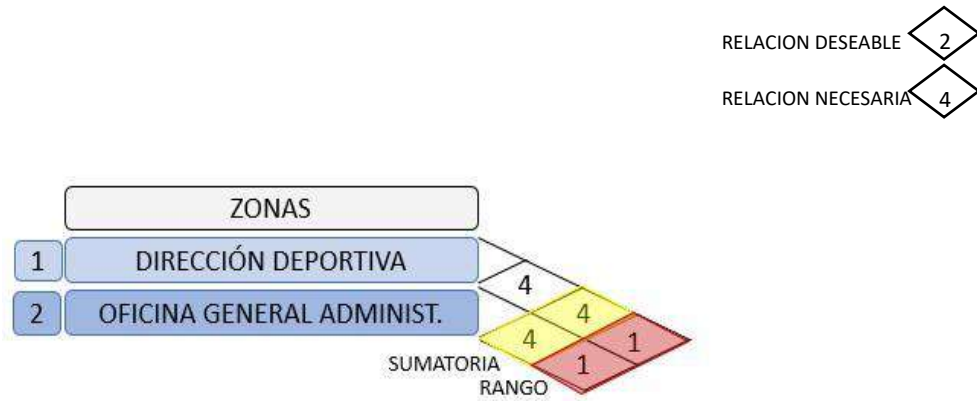 RELACION DESEABLE 2
RELACION NECESARIA 4
ZONAS
1 DIRECCIÓN DEPORTIVA
4
2 OFICINA GENERAL ADMINIST.
4
4 1
SUMATORIA 1
RANGO